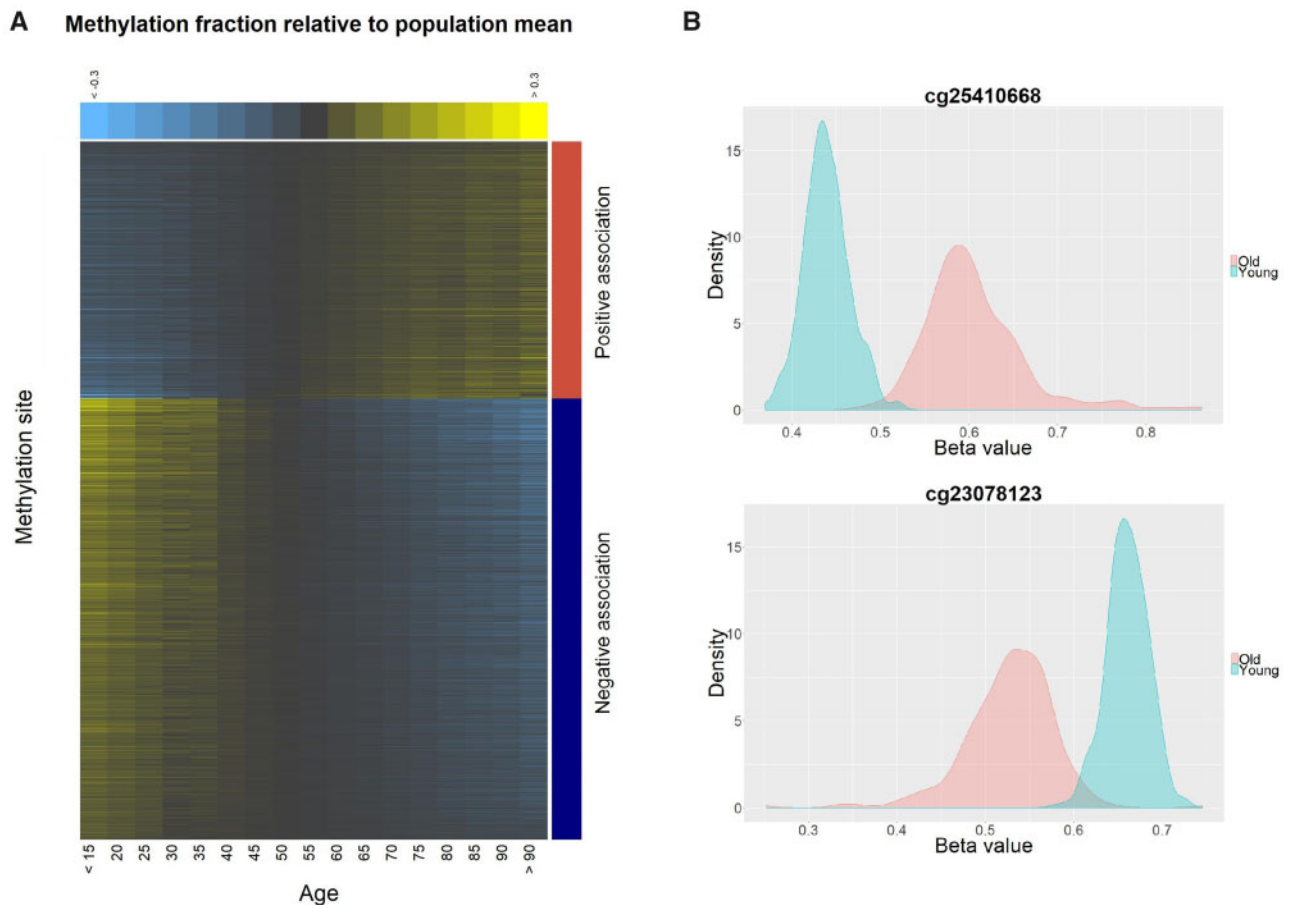 A
Methylation fraction relative to population mean
< -0.3
> 0.3
Methylation site
Positive association
Negative association
< 15
20
25
30
35
40
45
50
55
60
65
70
75
80
85
90
> 90
Age
B
cg25410668
Density
15
10
5
0
0.4
0.5
0.6
0.7
0.8
Beta value
Old
Young
cg23078123
Density
15
10
5
0
0.3
0.4
0.5
0.6
0.7
Beta value
Old
Young